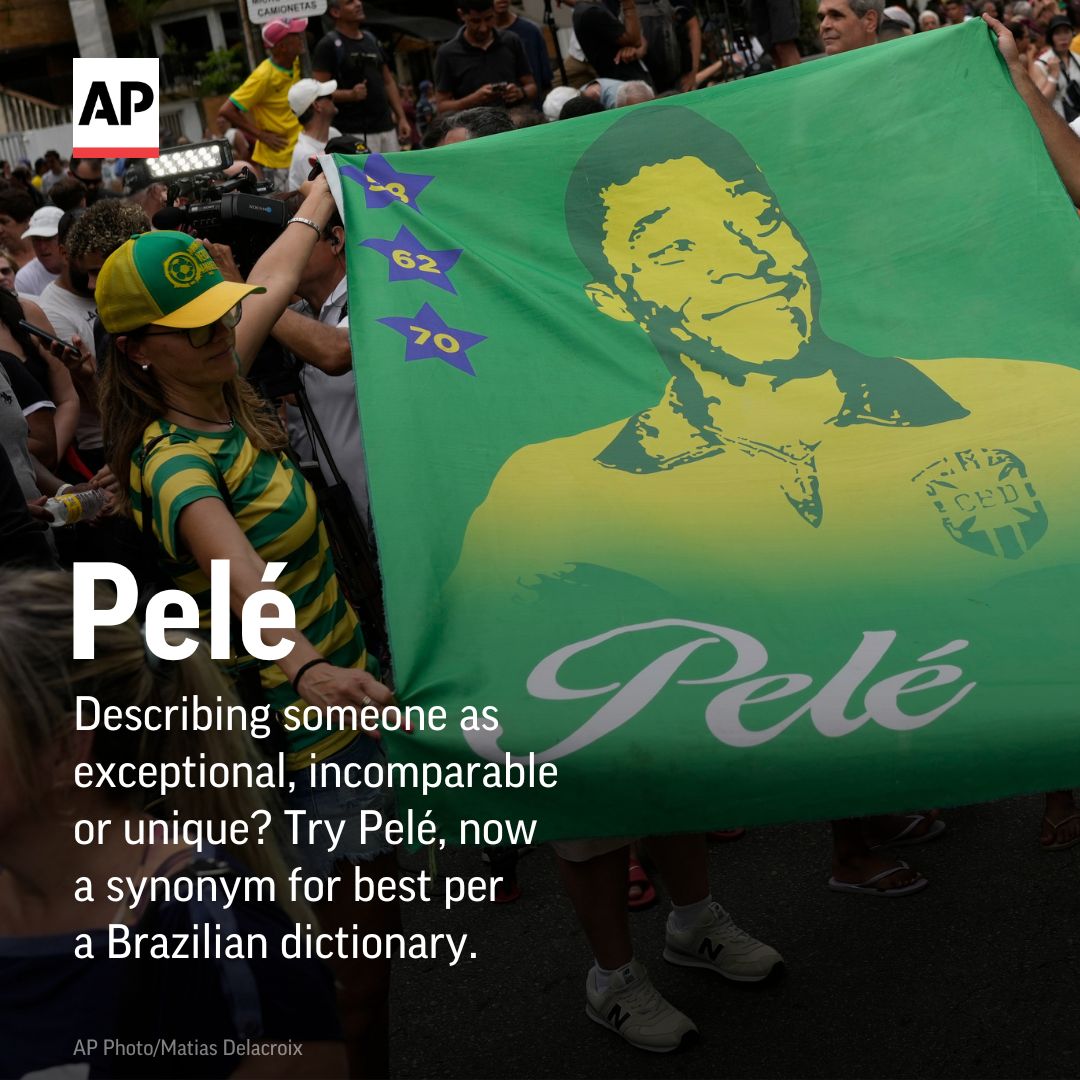 CAMIONETAS
AP
58
62
70
CBD
Pelé
Pelé
Describing someone as
exceptional, incomparable
or unique? Try Pelé, now
a synonym for best per
a Brazilian dictionary.
N
N
AP Photo/Matias Delacroix